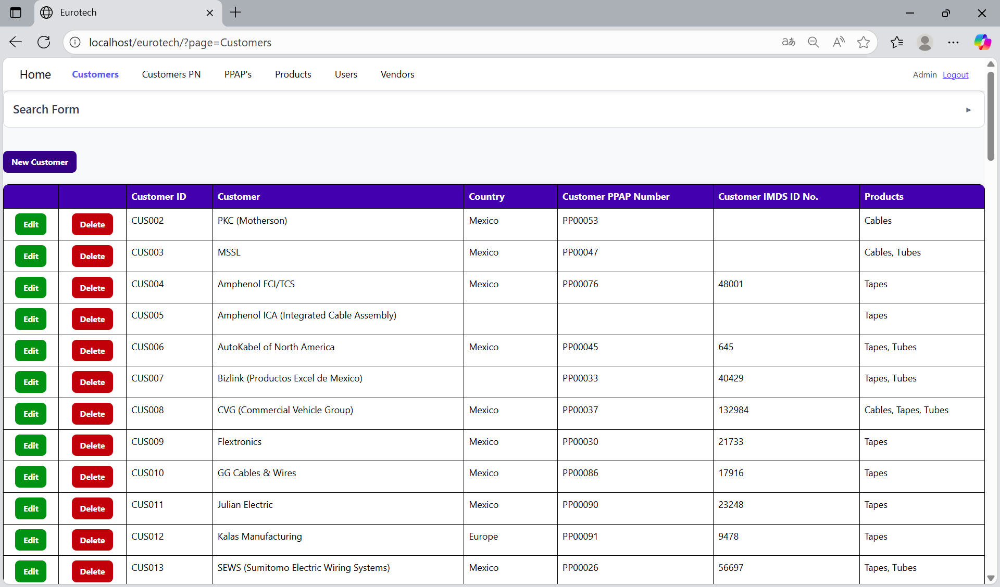 Eurotech
localhost/eurotech/?page=Customers
Home Customers Customers PN PPAP's Products Users Vendors Admin Logout
Search Form
New Customer
Customer ID Customer Country Customer PPAP Number Customer IMDS ID No. Products
Edit Delete CUS002 PKC (Motherson) Mexico PP00053 Cables
Edit Delete CUS003 MSSL Mexico PP00047 Cables, Tubes
Edit Delete CUS004 Amphenol FCI/TCS Mexico PP00076 48001 Tapes
Edit Delete CUS005 Amphenol ICA (Integrated Cable Assembly) Tapes
Edit Delete CUS006 AutoKabel of North America Mexico PP00045 645 Tapes, Tubes
Edit Delete CUS007 Bizlink (Productos Excel de Mexico) PP00033 40429 Tapes, Tubes
Edit Delete CUS008 CVG (Commercial Vehicle Group) Mexico PP00037 132984 Cables, Tapes, Tubes
Edit Delete CUS009 Flextronics Mexico PP00030 21733 Tapes
Edit Delete CUS010 GG Cables & Wires Mexico PP00086 17916 Tapes
Edit Delete CUS011 Julian Electric Mexico PP00090 23248 Tapes
Edit Delete CUS012 Kalas Manufacturing Europe PP00091 9478 Tapes
Edit Delete CUS013 SEWS (Sumitomo Electric Wiring Systems) Mexico PP00026 56697 Tapes, Tubes